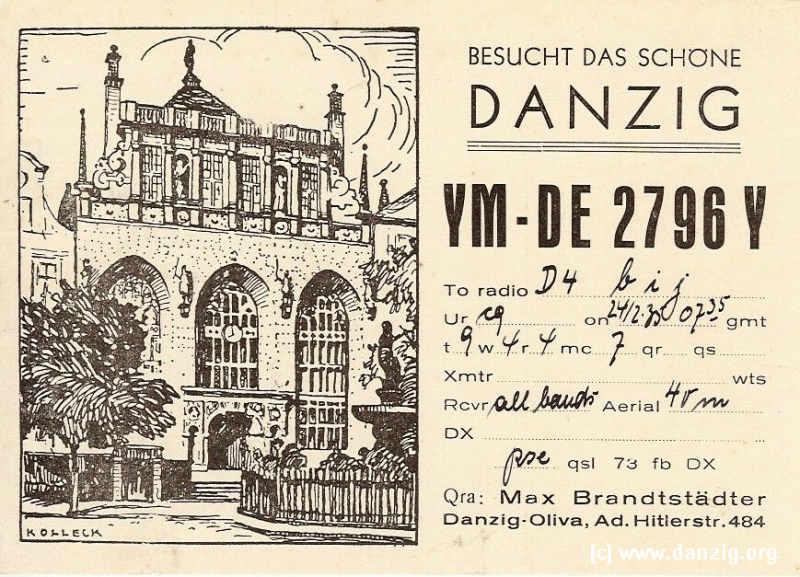 BESUCHT DAS SCHÖNE
DANZIG
YM-DE 2796 Y
To radio D4 b i j
Ur cq on 24/2.35 0735 gmt
t 9 w 4 r 4 mc 7 qr qs
Xmtr wts
Rcvr all bands Aerial 40 m
DX
pse qsl 73 fb DX
Qra: Max Brandtstädter
Danzig-Oliva, Ad. Hitlerstr. 484
KOLLECK
(c) www.danzig.org